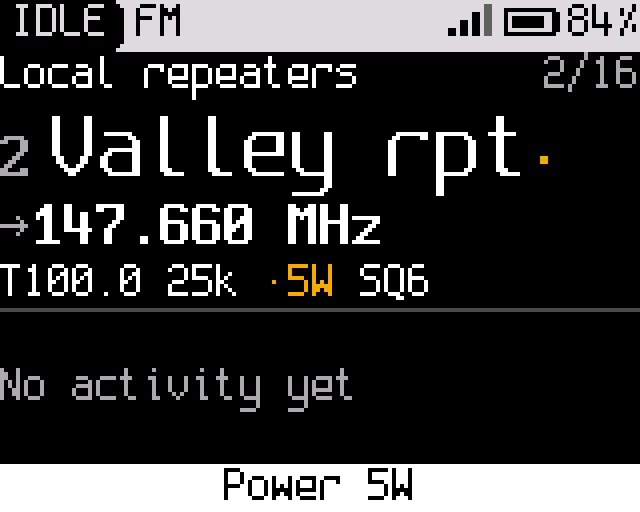 IDLE FM 84%
Local repeaters 2/16
2 Valley rpt·
→147.660 MHz
T100.0 25k ·5W SQ6
No activity yet
Power 5W